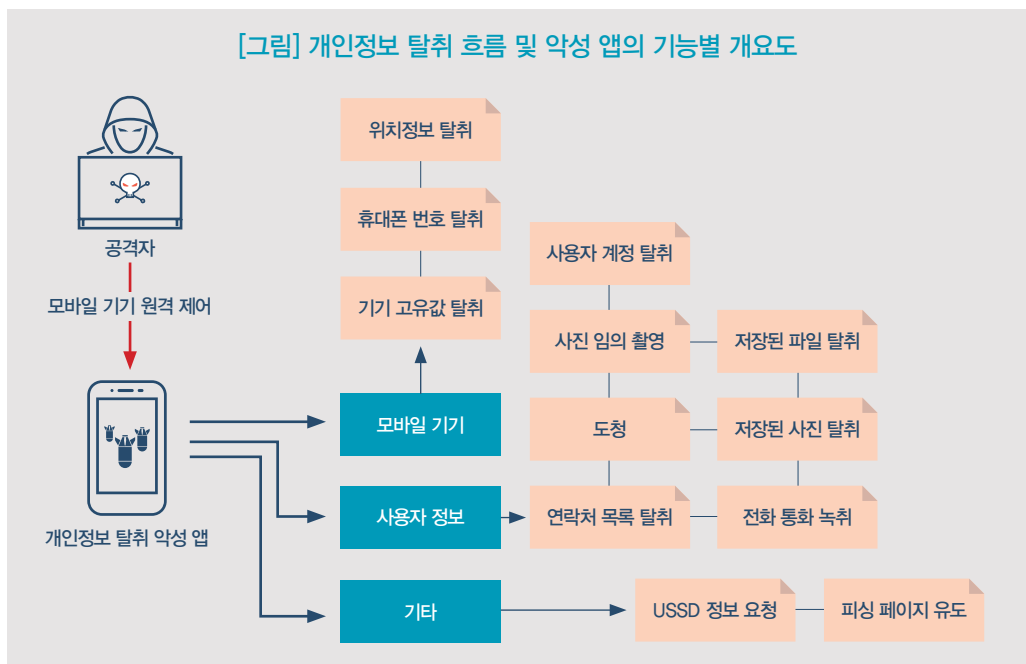 [그림] 개인정보 탈취 흐름 및 악성 앱의 기능별 개요도
공격자
모바일 기기 원격 제어
개인정보 탈취 악성 앱
위치정보 탈취
휴대폰 번호 탈취
기기 고유값 탈취
모바일 기기
사용자 계정 탈취
사진 임의 촬영
저장된 파일 탈취
도청
저장된 사진 탈취
사용자 정보
연락처 목록 탈취
전화 통화 녹취
기타
USSD 정보 요청
피싱 페이지 유도